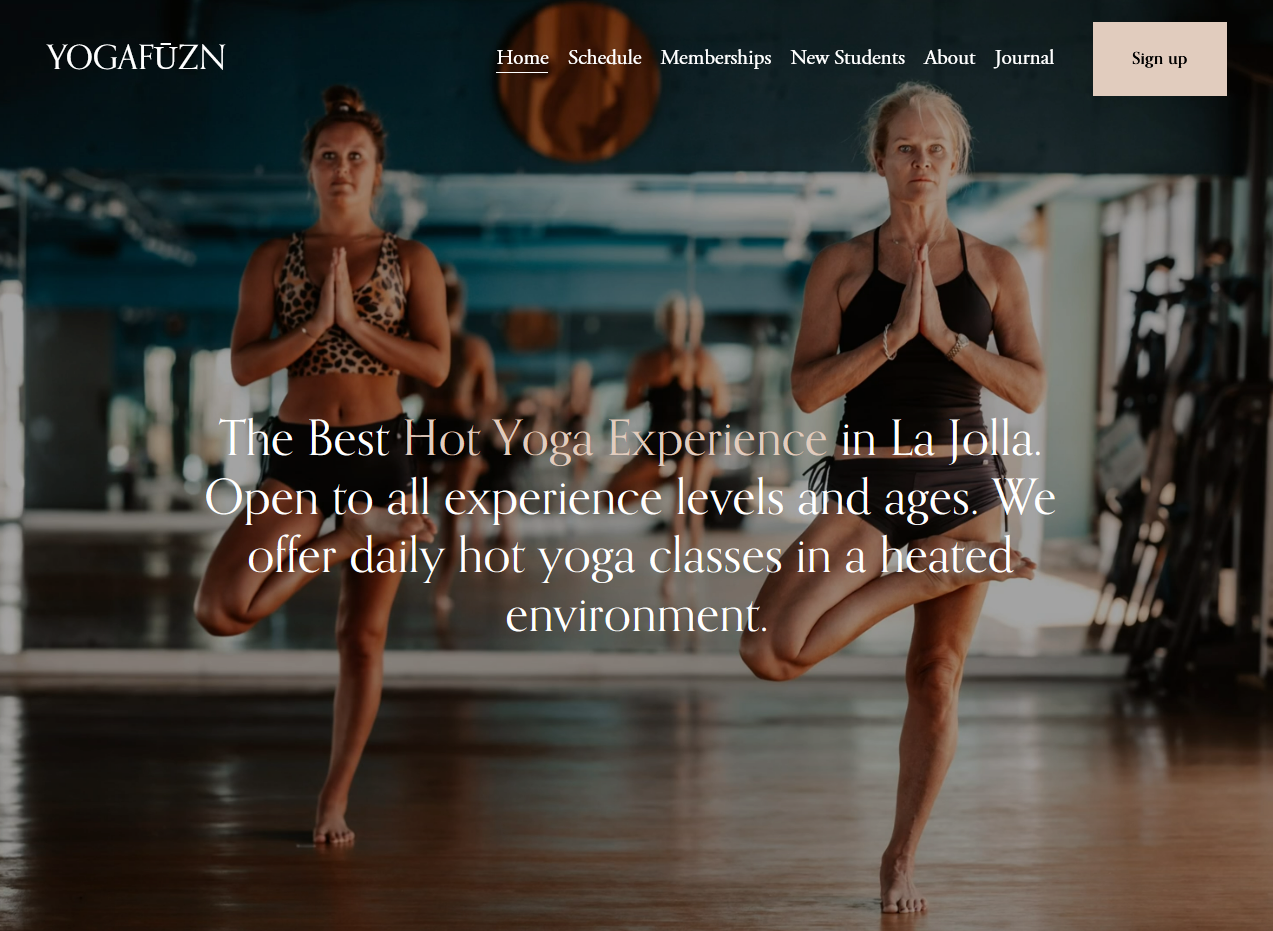 YOGAFŪZN
Home Schedule Memberships New Students About Journal Sign up
The Best Hot Yoga Experience in La Jolla.
Open to all experience levels and ages. We
offer daily hot yoga classes in a heated
environment.